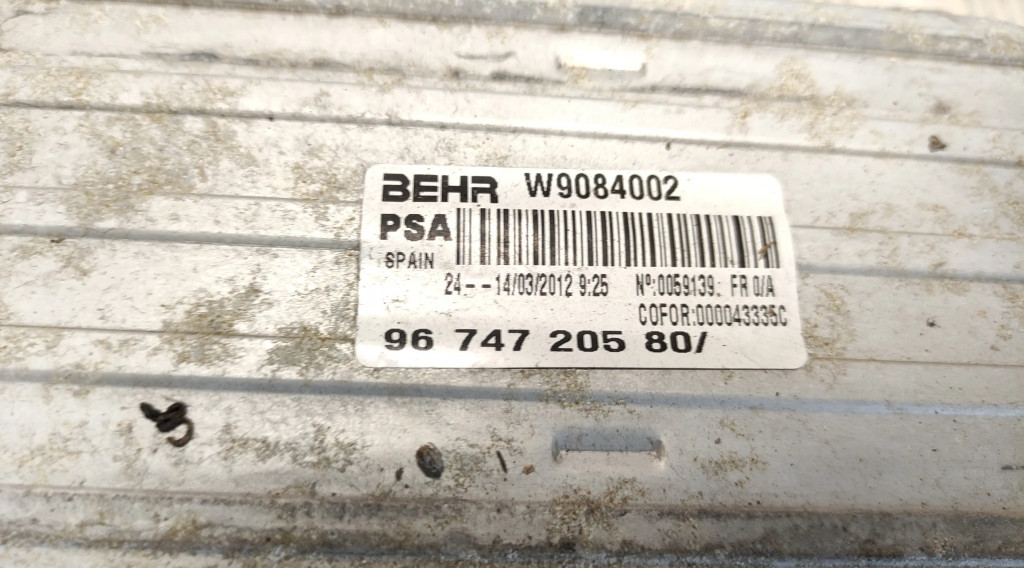 BEHR W9084002
PSA
SPAIN
24--14/03/2012 9:25 Nº:0059139. FR 0/A
COFOR:000043335C
96 747 205 80/